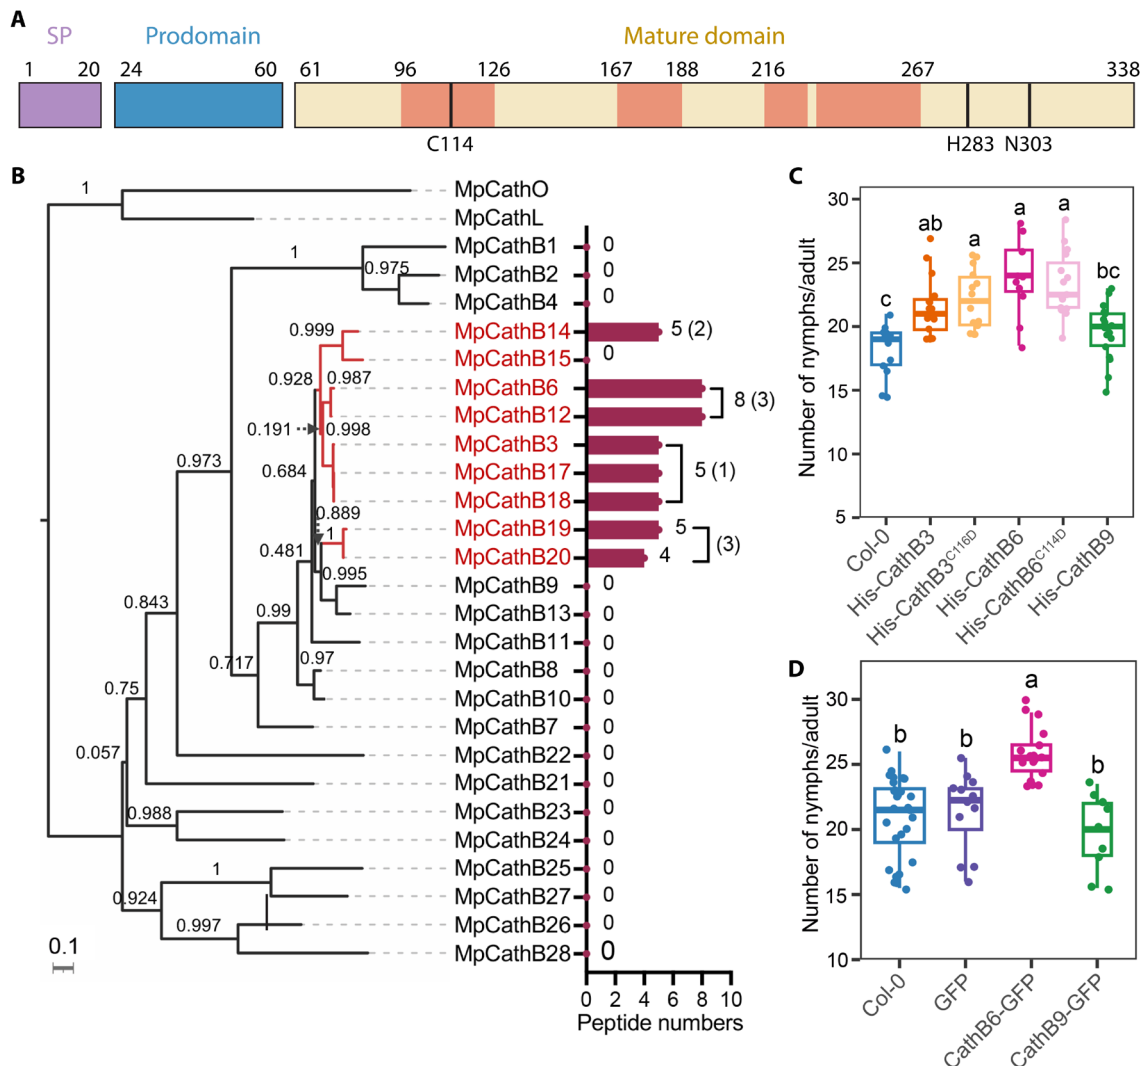 A
SP Prodomain Mature domain
1 20 24 60 61 96 126 167 188 216 267 338
C114 H283 N303
B
1
MpCathO
MpCathL
1
0.975
MpCathB1 0
MpCathB2 0
MpCathB4 0
0.999
MpCathB14 5 (2)
MpCathB15 0
0.928 0.987
MpCathB6
MpCathB12
8 (3)
0.191 0.998
MpCathB3
MpCathB17
MpCathB18
5 (1)
0.973
0.684
0.889
1
MpCathB19 5
MpCathB20 4
(3)
0.481
0.995
MpCathB9 0
MpCathB13 0
0.843
0.99
MpCathB11 0
0.717
0.97
MpCathB8 0
MpCathB10 0
0.75
MpCathB7 0
0.057
MpCathB22 0
MpCathB21 0
0.988
MpCathB23 0
MpCathB24 0
1
MpCathB25 0
0.924
MpCathB27 0
0.997
MpCathB26 0
MpCathB28 0
0.1
0 2 4 6 8 10
Peptide numbers
C
Number of nymphs/adult
30
25
20
15
10
5
c ab a a a bc
Col-0
His-CathB3
His-CathB3C116D
His-CathB6
His-CathB6C114D
His-CathB9
D
Number of nymphs/adult
30
25
20
15
10
b b a b
Col-0
GFP
CathB6-GFP
CathB9-GFP